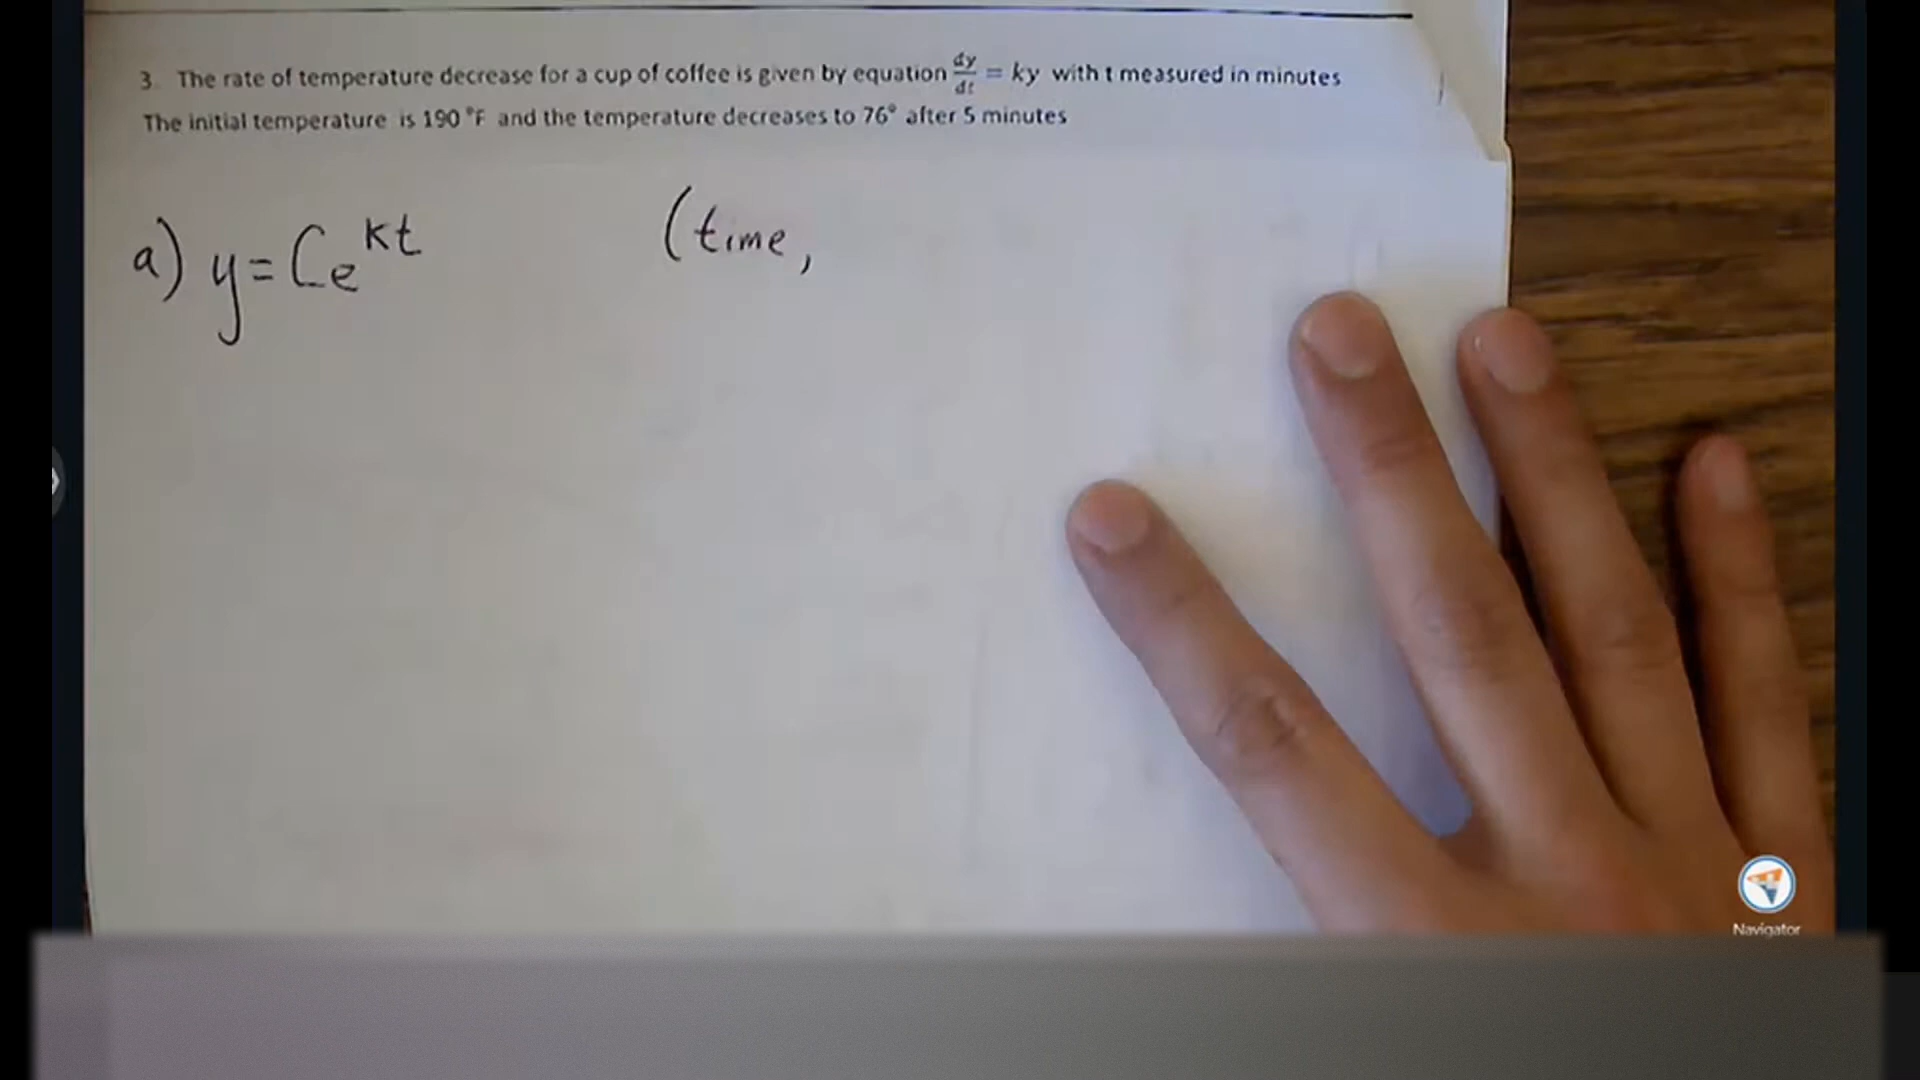 3. The rate of temperature decrease for a cup of coffee is given by equation dy/dt = ky with t measured in minutes
The initial temperature is 190 °F and the temperature decreases to 76° after 5 minutes
a) y=Ce^kt (time,
Navigator